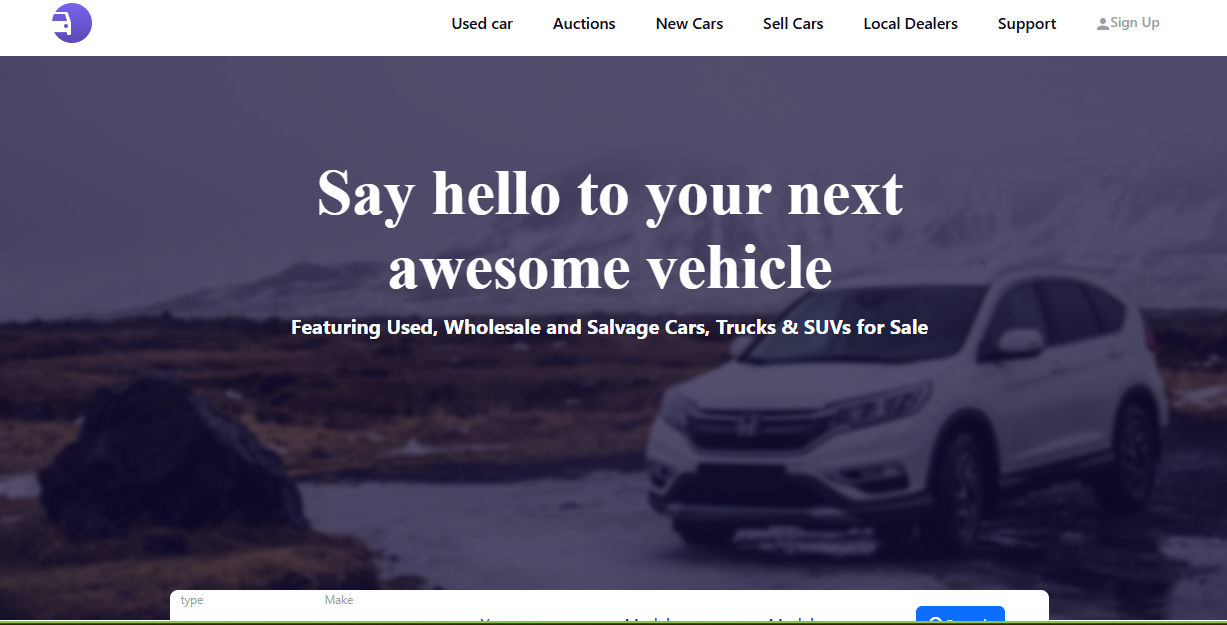 Used car Auctions New Cars Sell Cars Local Dealers Support Sign Up
Say hello to your next
awesome vehicle
Featuring Used, Wholesale and Salvage Cars, Trucks & SUVs for Sale
type Make